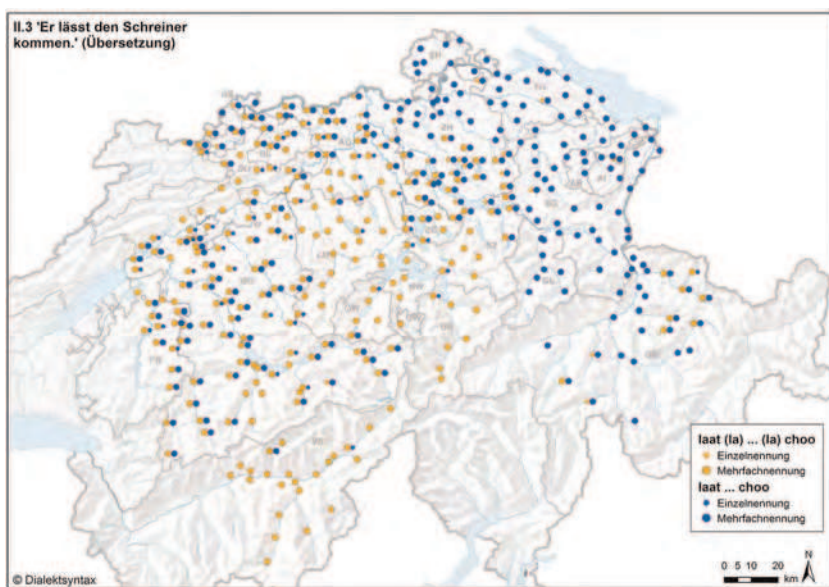 II.3 'Er lässt den Schreiner
kommen.' (Übersetzung)
laat (la) ... (la) choo
Einzelnennung
Mehrfachnennung
laat ... choo
Einzelnennung
Mehrfachnennung
N
0 5 10 20
km
© Dialektsyntax